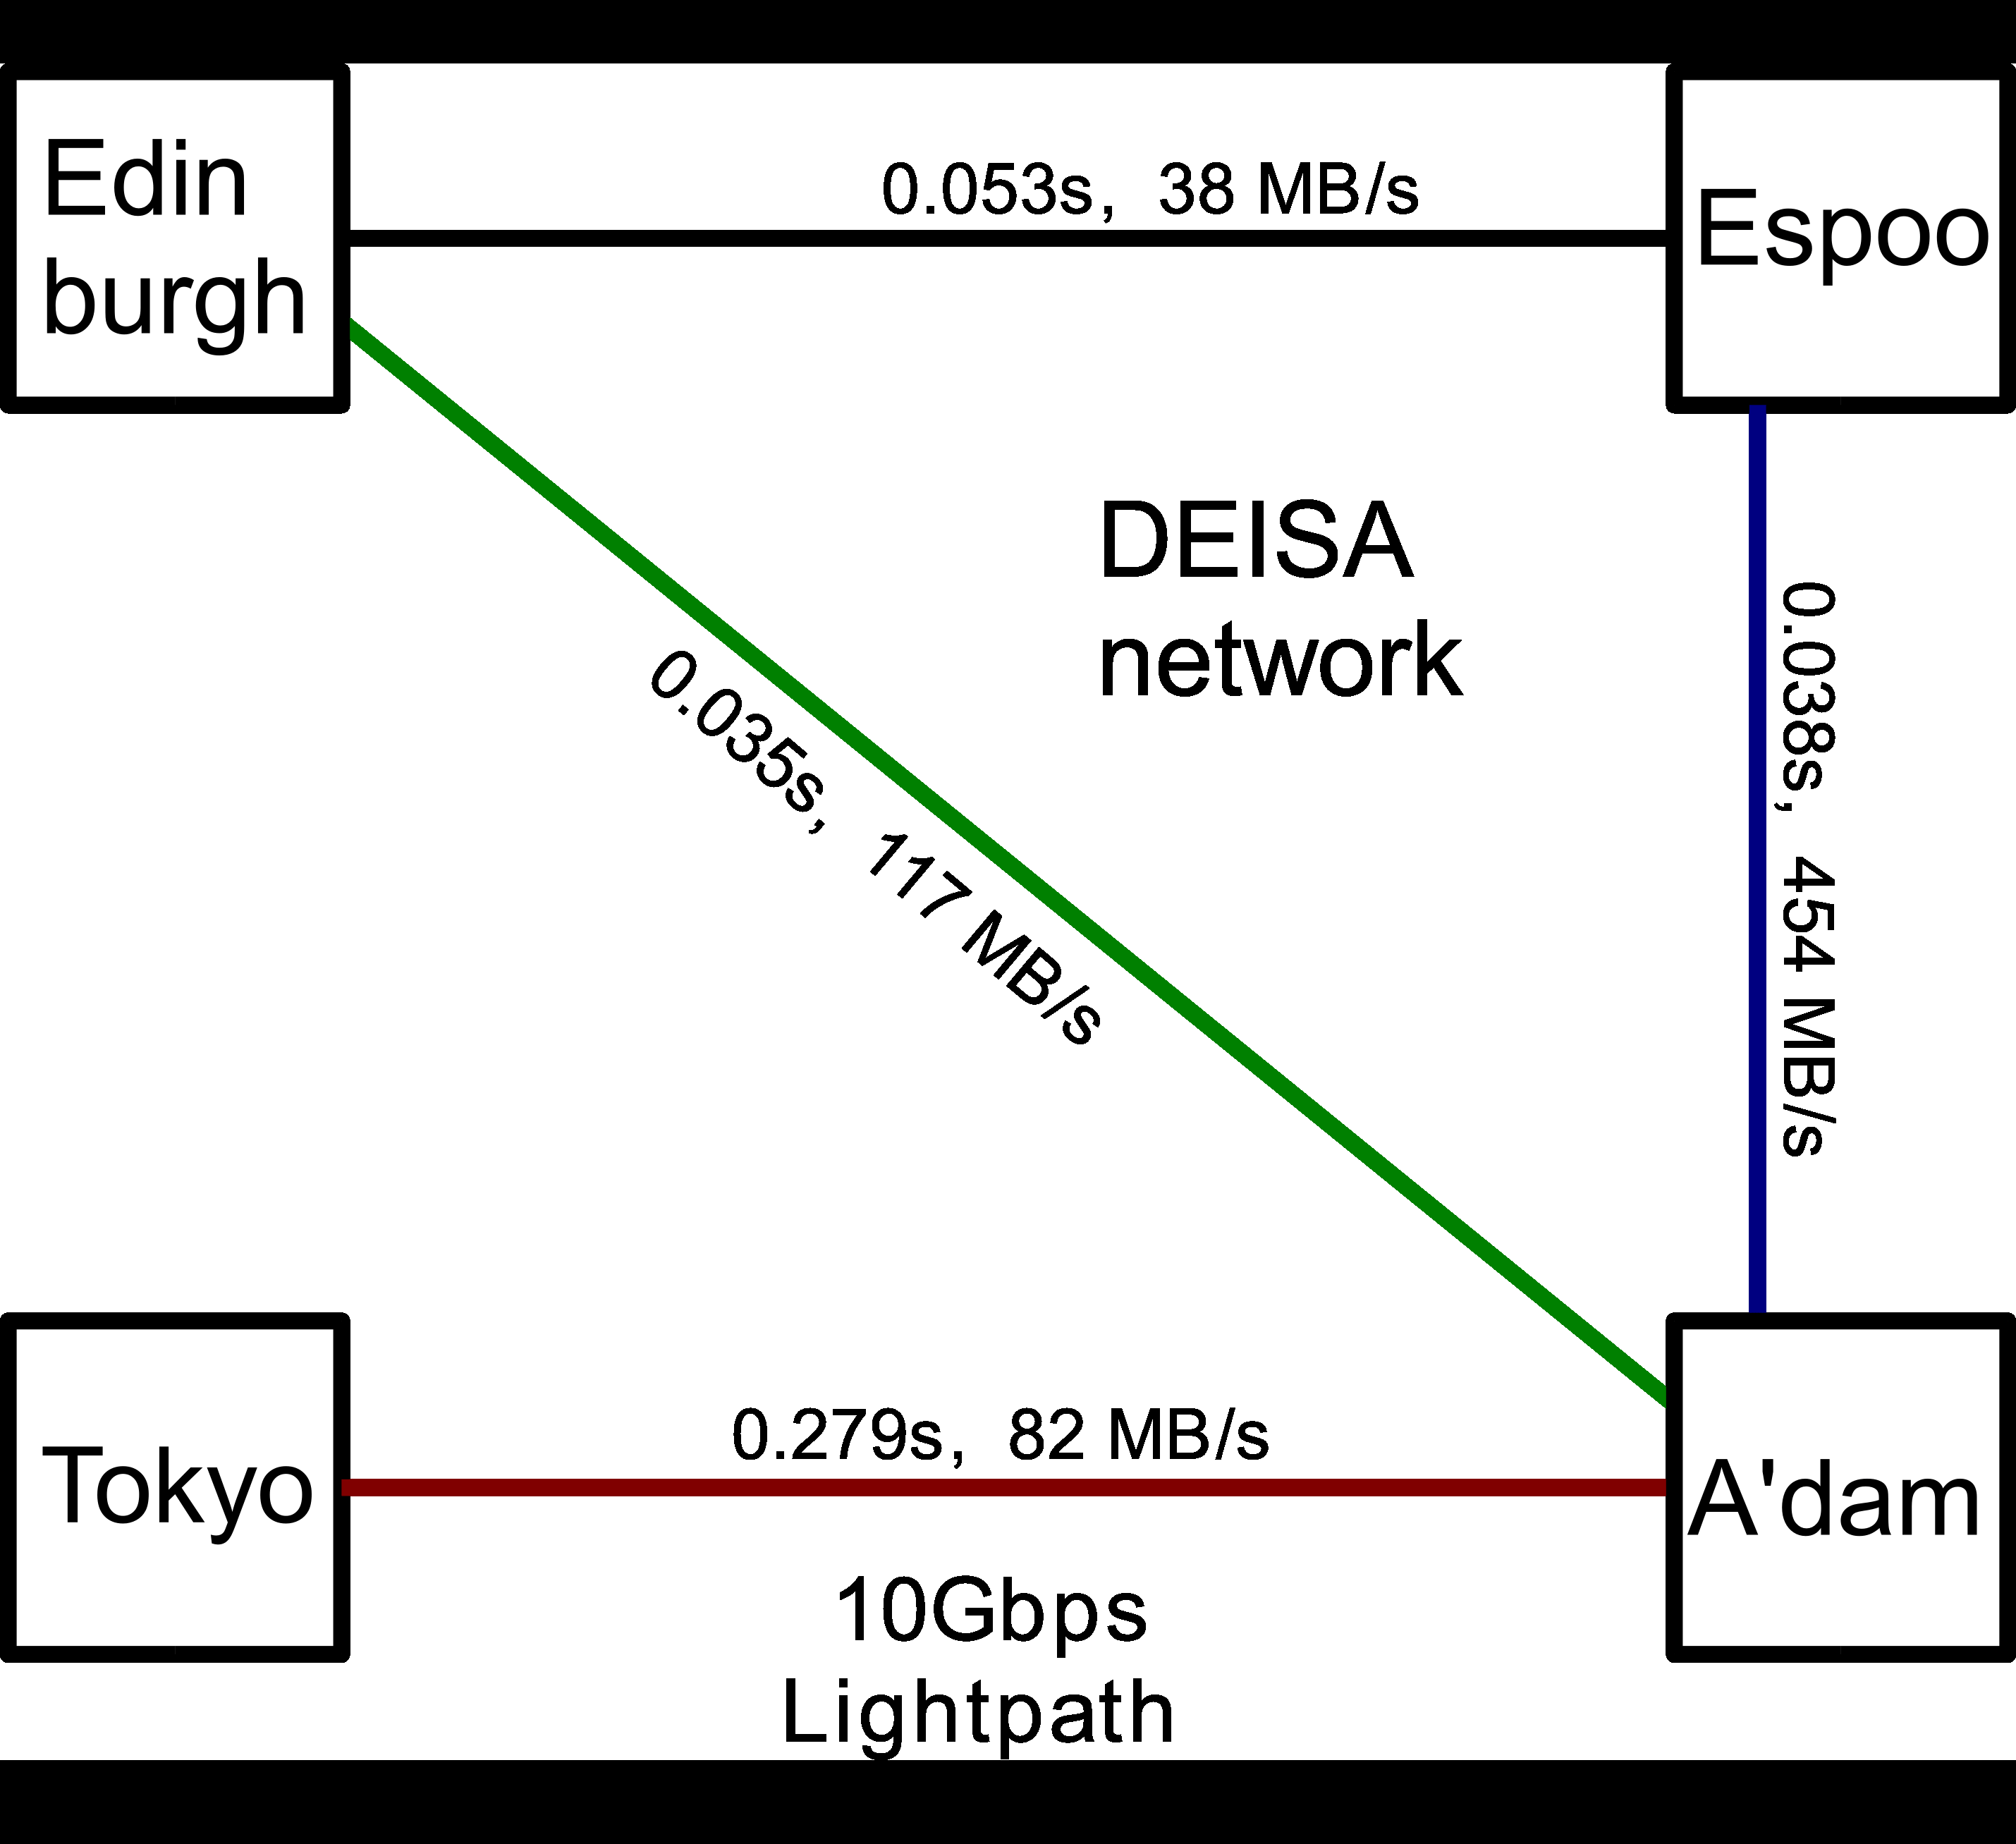 Edin
burgh
0.053s, 38 MB/s
Espoo
DEISA
network
0.035s, 117 MB/s
0.038s, 454 MB/s
Tokyo
0.279s, 82 MB/s
A'dam
10Gbps
Lightpath